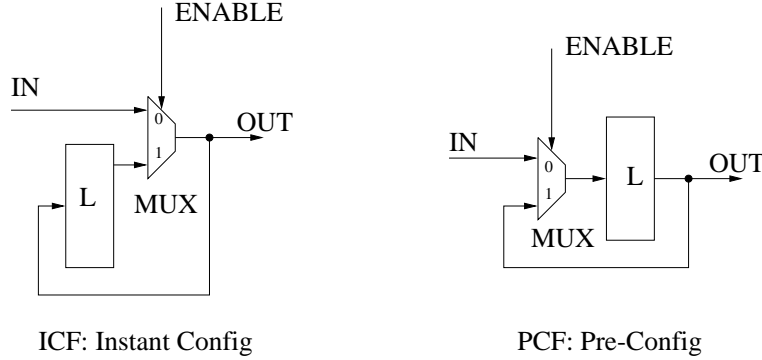 ENABLE
IN
0
OUT
1
L
MUX
ICF: Instant Config
ENABLE
IN
0
L
OUT
1
MUX
PCF: Pre-Config